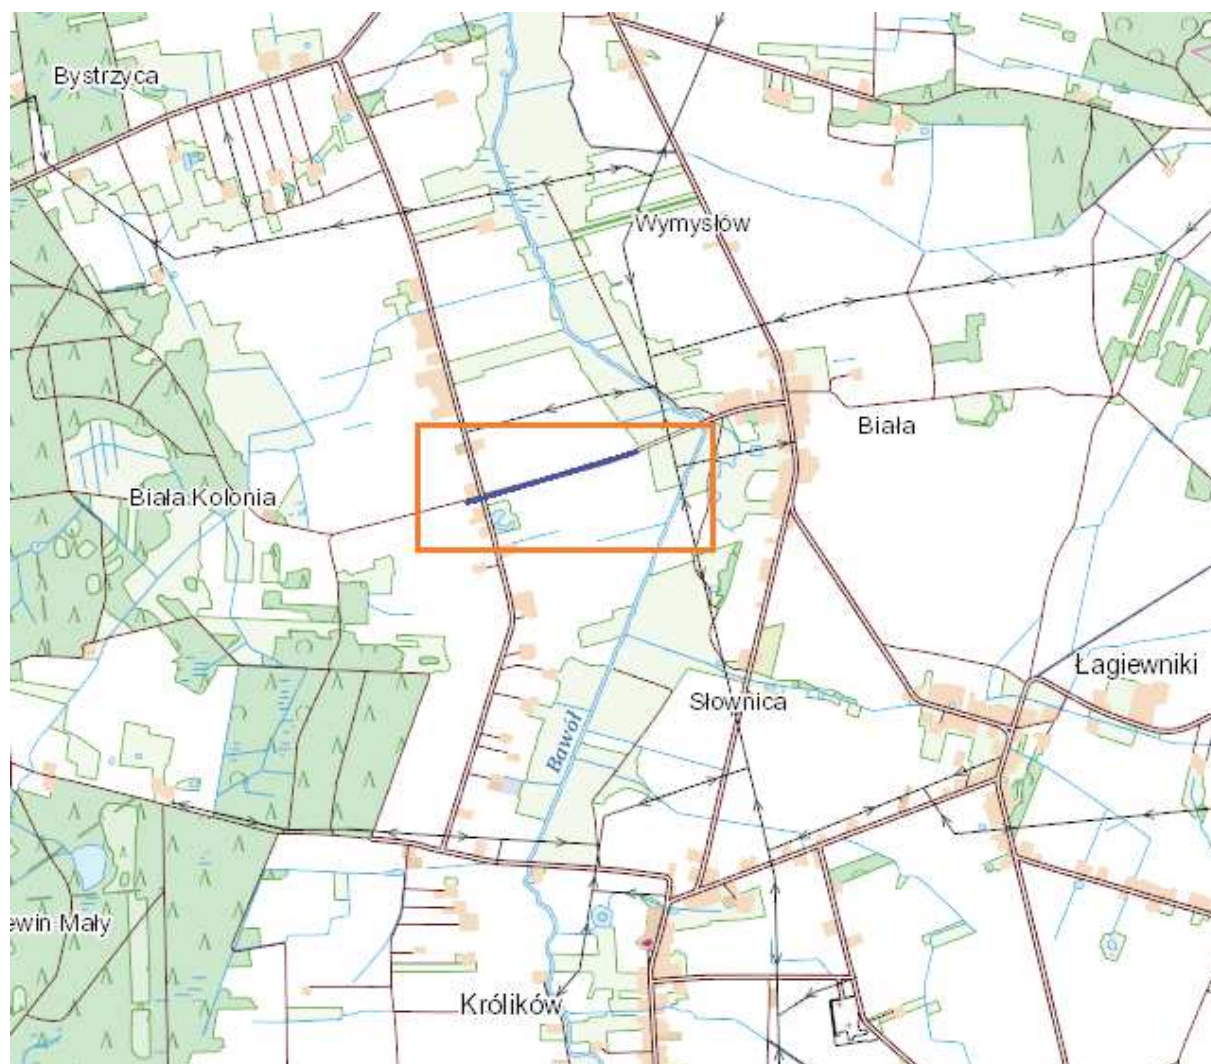 Bystrzyca
Wymysłów
Biała
Biała Kolonia
Łagiewniki
Słownica
Bawół
ewin Mały
Królików